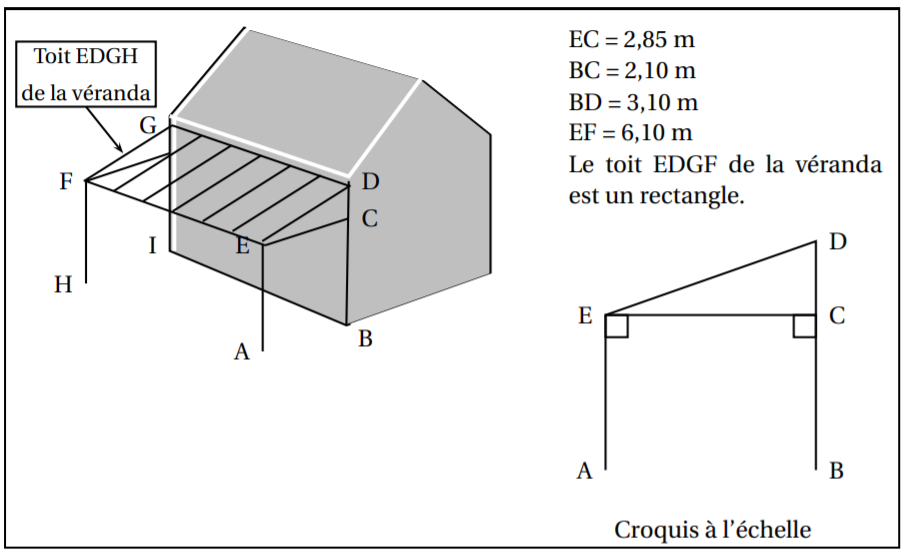 Toit EDGH
de la véranda
G
F
D
C
I
E
H
A
B
EC = 2,85 m
BC = 2,10 m
BD = 3,10 m
EF = 6,10 m
Le toit EDGF de la véranda
est un rectangle.
D
E
C
A
B
Croquis à l'échelle